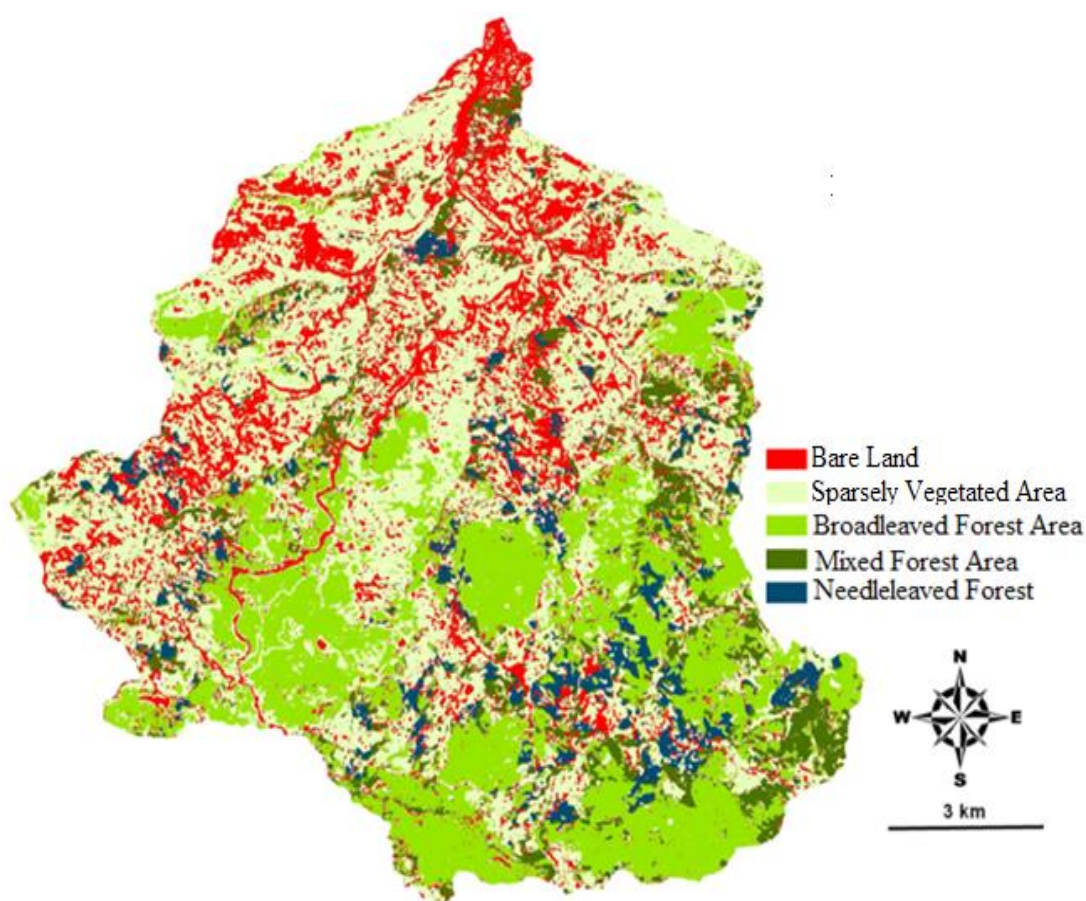 Bare Land
Sparsely Vegetated Area
Broadleaved Forest Area
Mixed Forest Area
Needleleaved Forest
N
W E
S
3 km